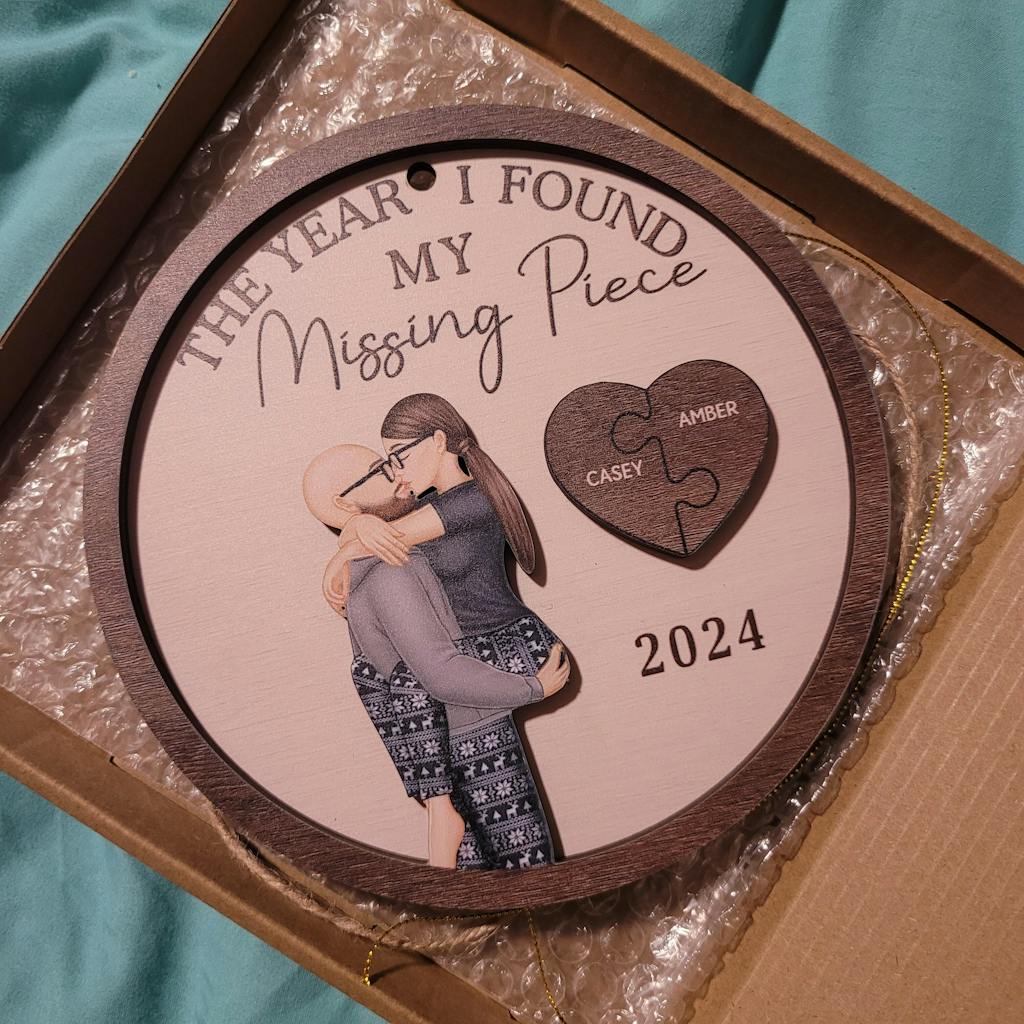 THE YEAR I FOUND
MY
Missing Piece
AMBER
CASEY
2024